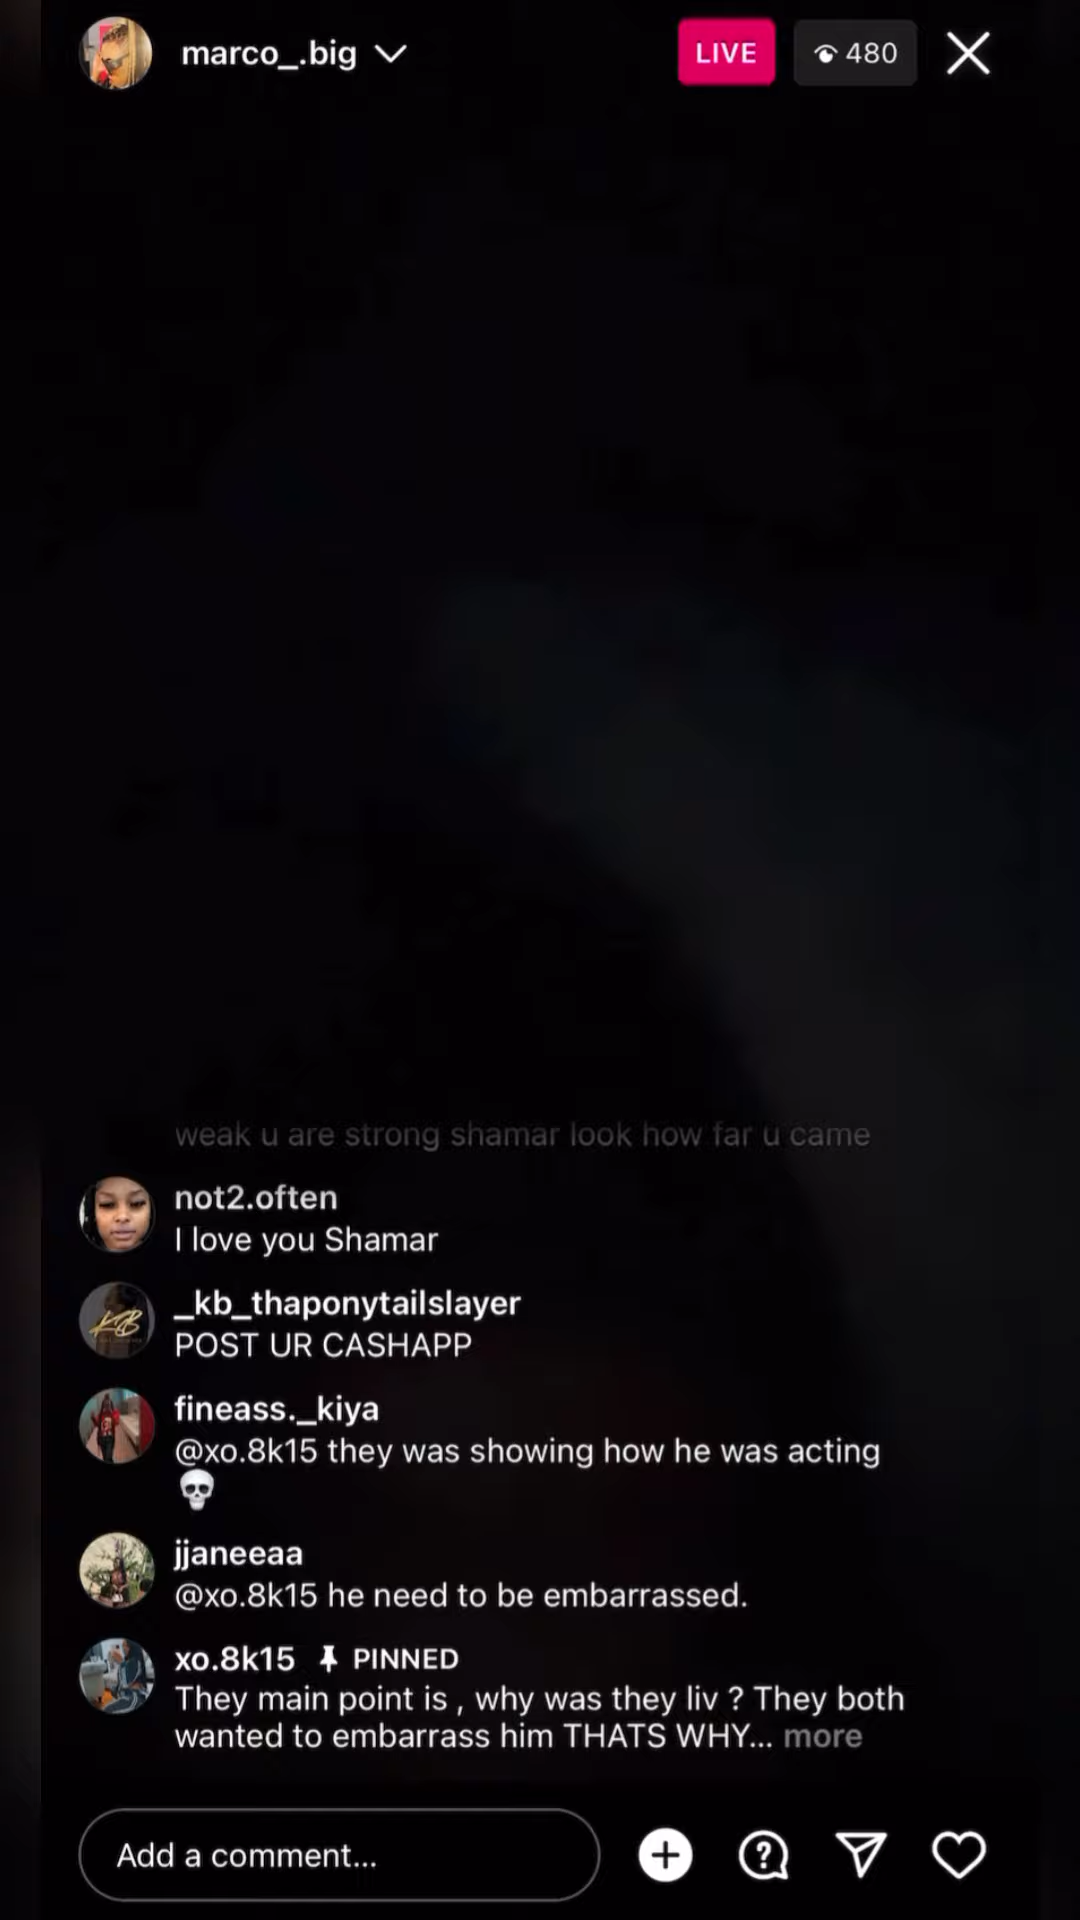 marco_.big
LIVE
480
weak u are strong shamar look how far u came
not2.often
I love you Shamar
_kb_thaponytailslayer
POST UR CASHAPP
fineass._kiya
@xo.8k15 they was showing how he was acting
💀
jjaneeaa
@xo.8k15 he need to be embarrassed.
xo.8k15 PINNED
They main point is , why was they liv ? They both
wanted to embarrass him THATS WHY... more
Add a comment...